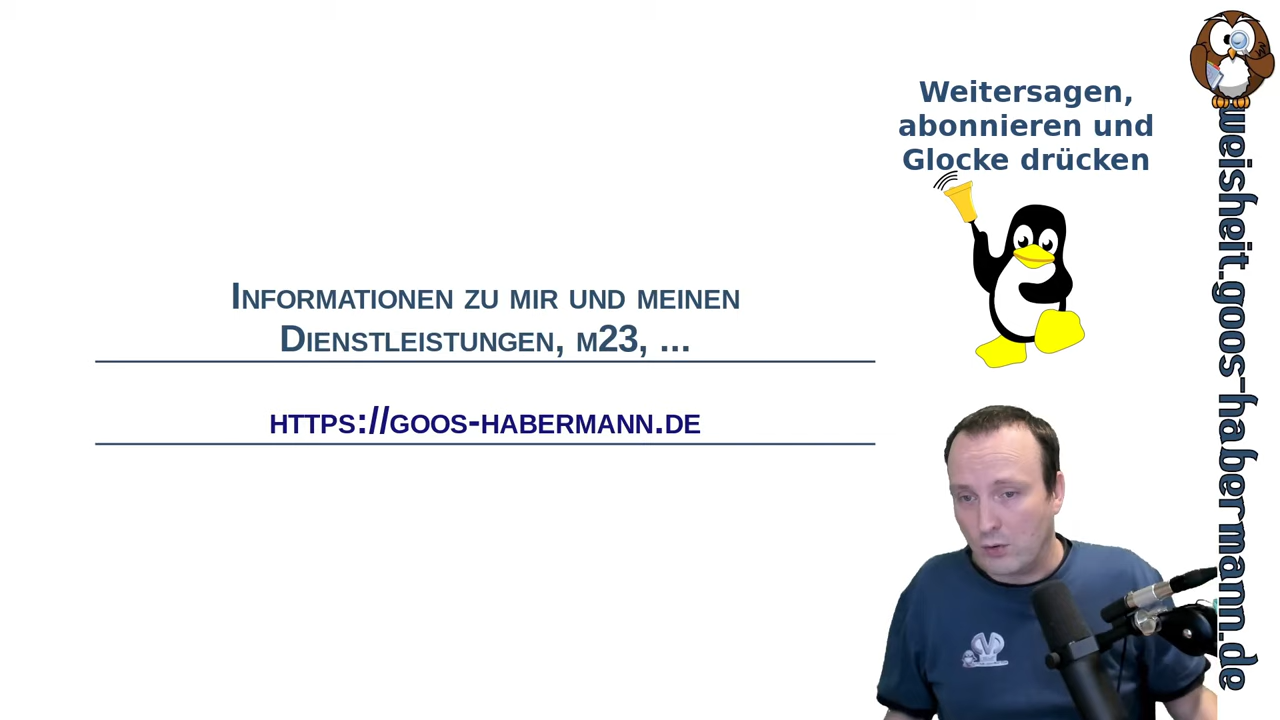 Weitersagen,
abonnieren und
Glocke drücken
Informationen zu mir und meinen
Dienstleistungen, m23, ...
https://goos-habermann.de
weisheit.goos-habermann.de